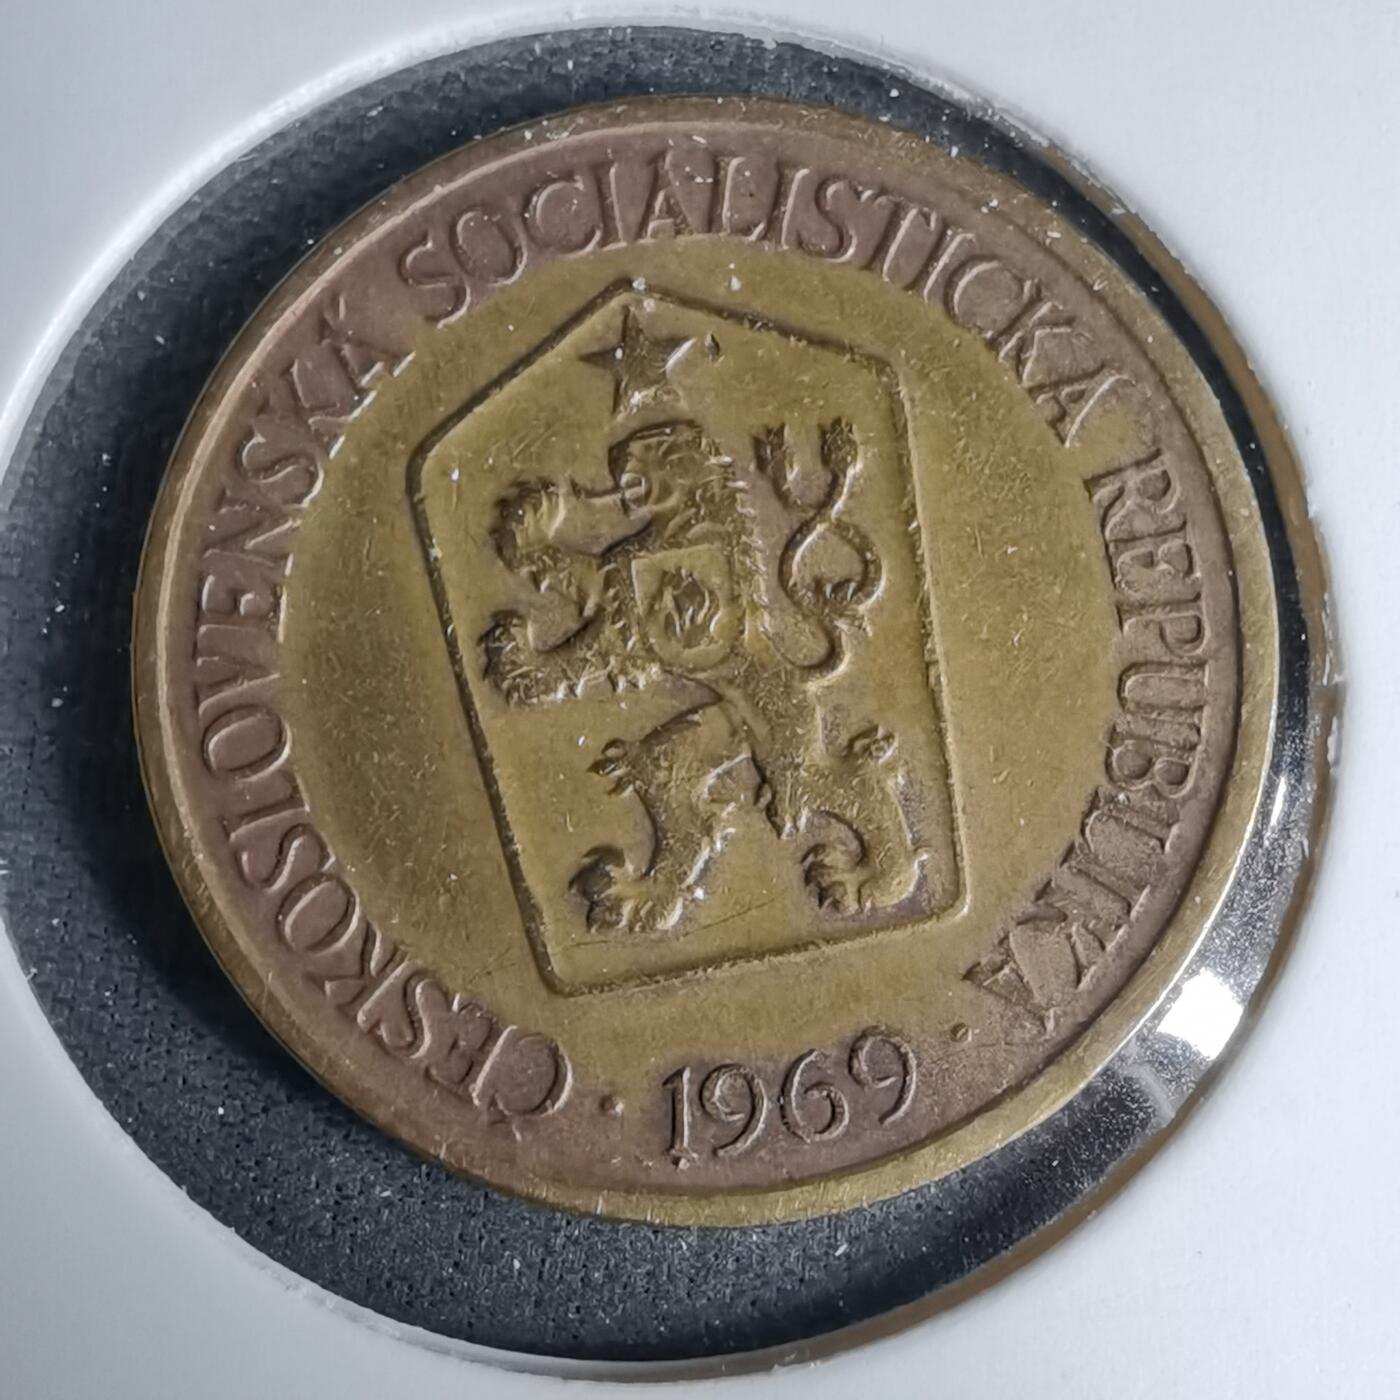 ČESKOSLOVENSKÁ SOCIALISTICKÁ REPUBLIKA
· 1969 ·